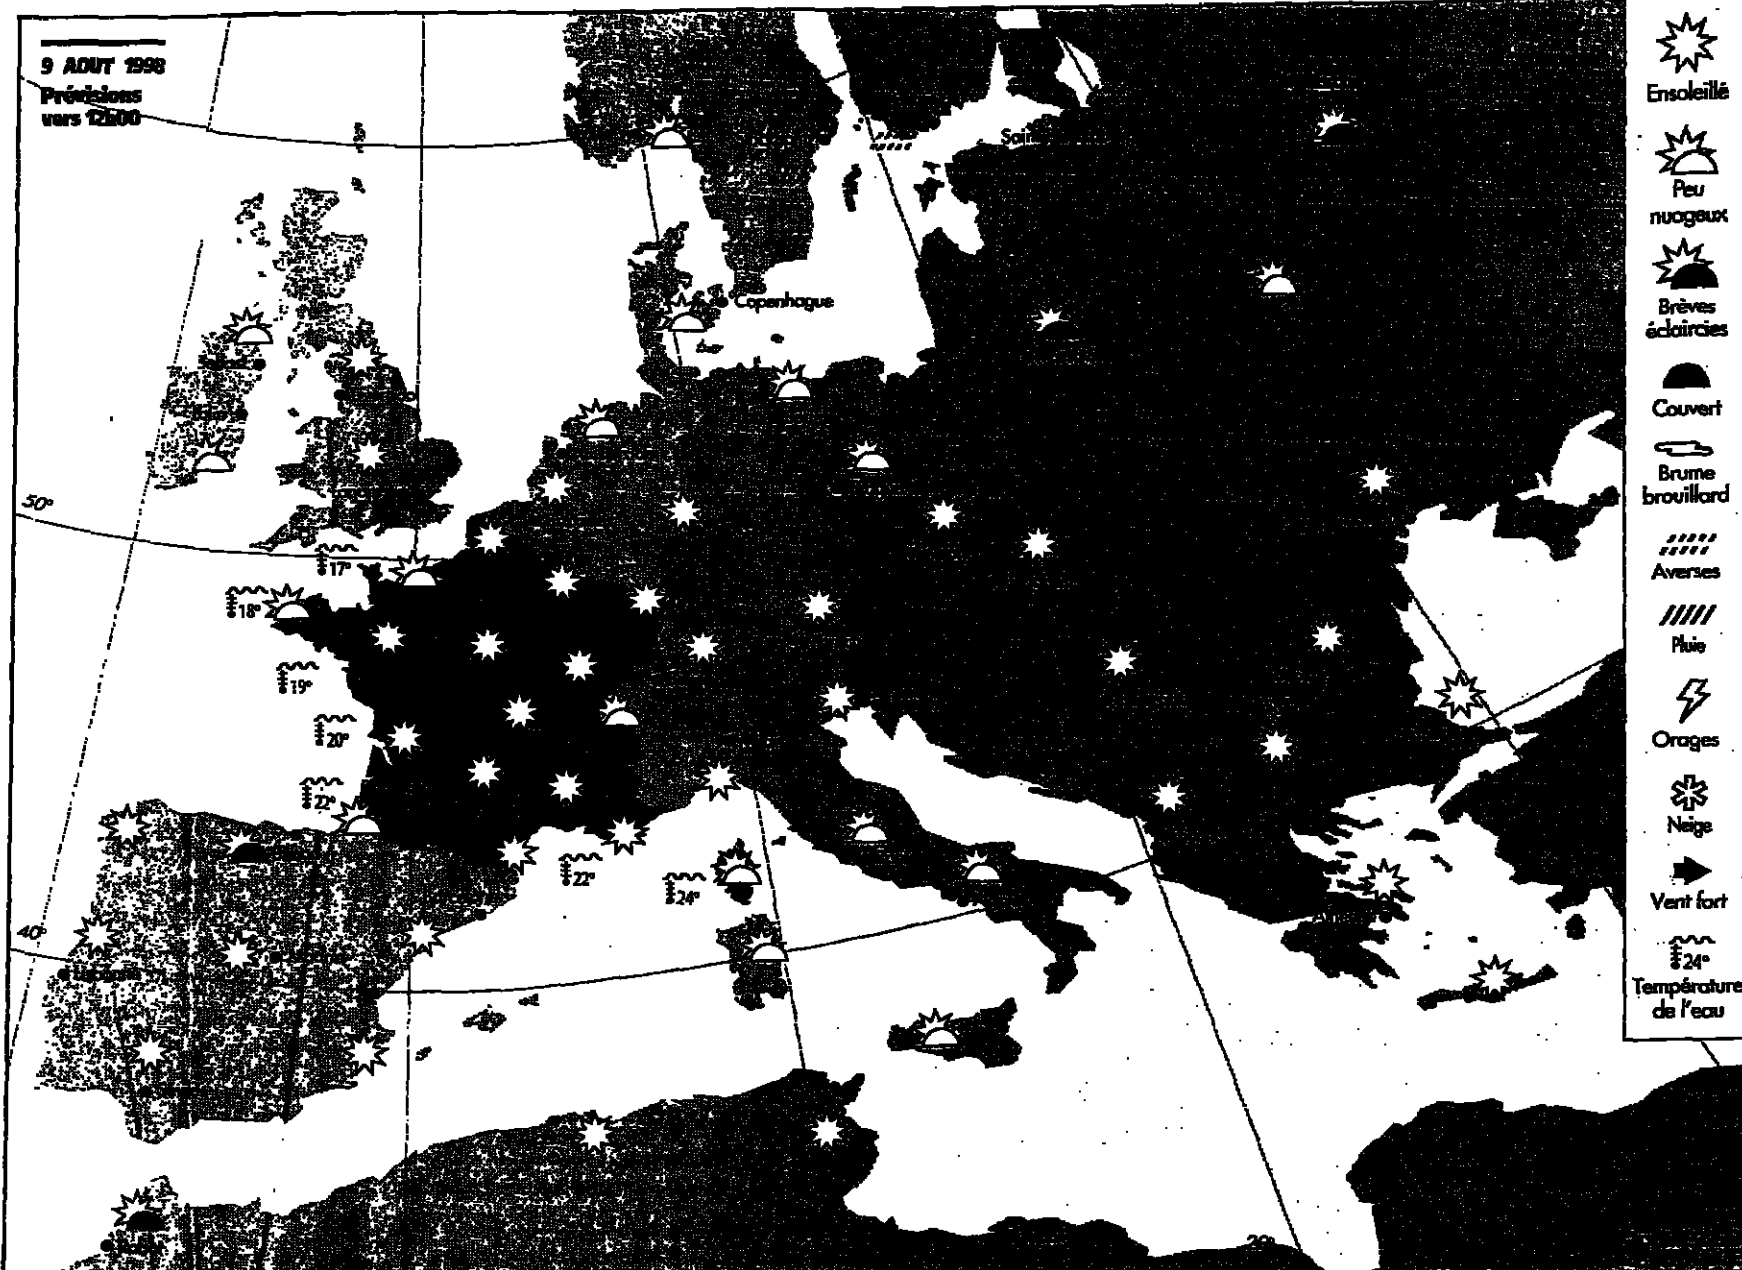 9 AOUT 1998
Prévisions
vers 12h00
Copenhague
50°
17°
18°
19°
20°
22°
22°
24°
40°
20°
Ensoleillé
Peu
nuageux
Brèves
éclaircies
Couvert
Brume
brouillard
Averses
Pluie
Orages
Neige
Vent fort
24°
Température
de l'eau